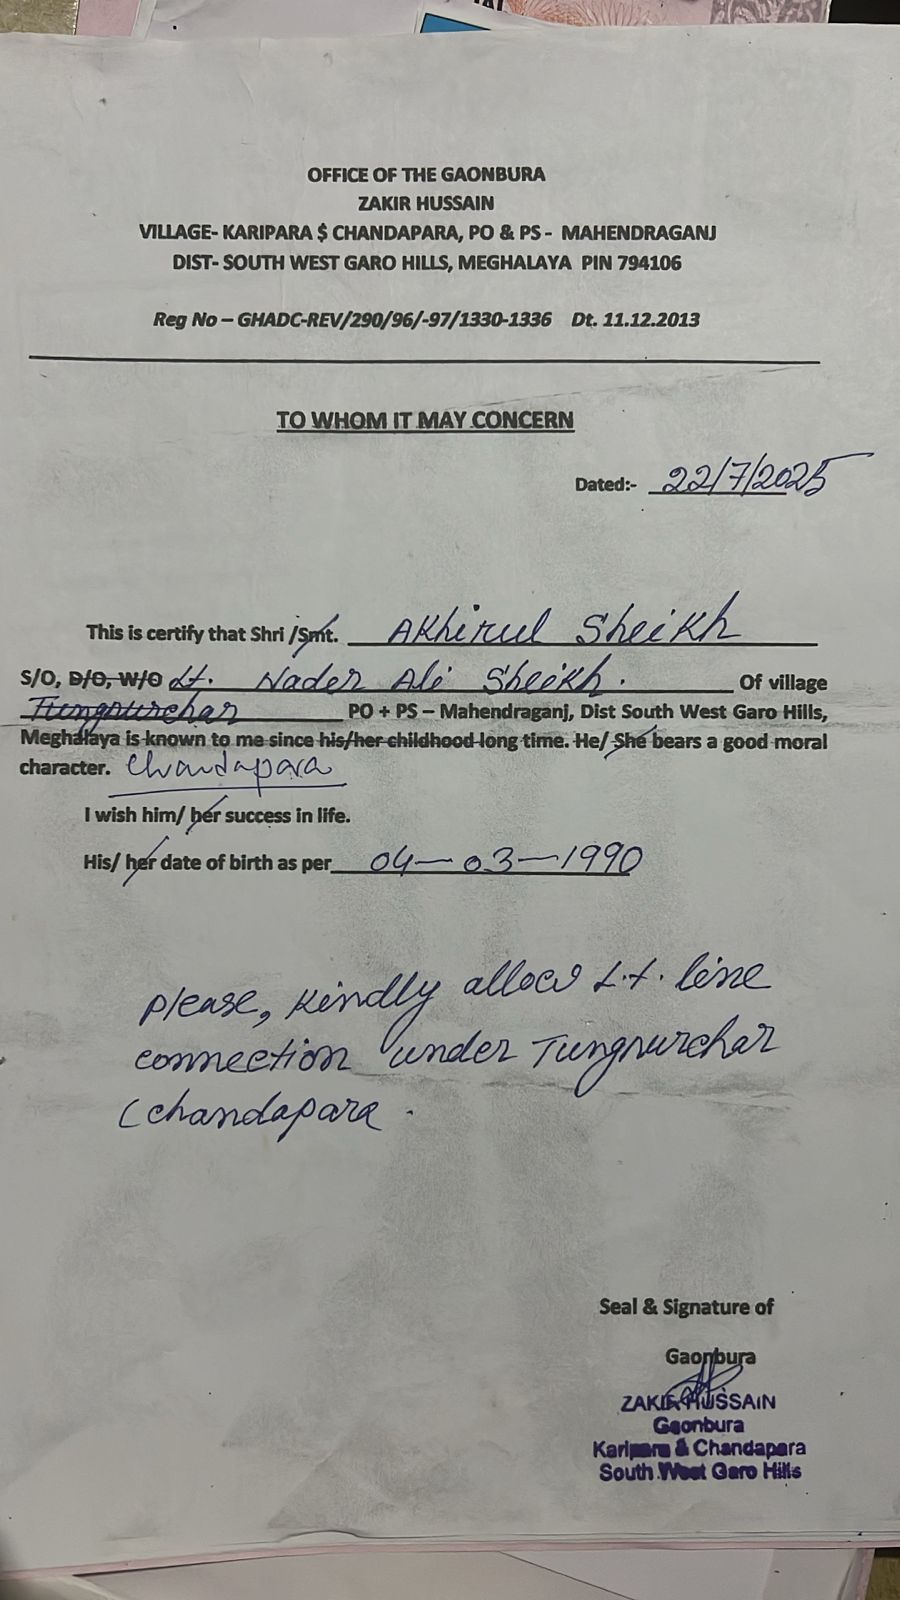 OFFICE OF THE GAONBURA
ZAKIR HUSSAIN
VILLAGE- KARIPARA $ CHANDAPARA, PO & PS - MAHENDRAGANJ
DIST- SOUTH WEST GARO HILLS, MEGHALAYA PIN 794106
Reg No – GHADC-REV/290/96/-97/1330-1336 Dt. 11.12.2013
TO WHOM IT MAY CONCERN
Dated:- 22/7/2025
This is certify that Shri /Smt. Akhirul Sheikh
S/O, D/O, W/O Lt. Nader Ali Sheikh. Of village
Tungnurchar PO + PS – Mahendraganj, Dist South West Garo Hills,
Meghalaya is known to me since his/her childhood long time. He/ She bears a good moral
character. Chandapara
I wish him/ her success in life.
His/ her date of birth as per 04-03-1990
Please, Kindly allow L.t. line
connection under Tungnurchar
(chandapara.
Seal & Signature of
Gaonbura
ZAKIR HUSSAIN
Gaonbura
Karipara & Chandapara
South West Garo Hills